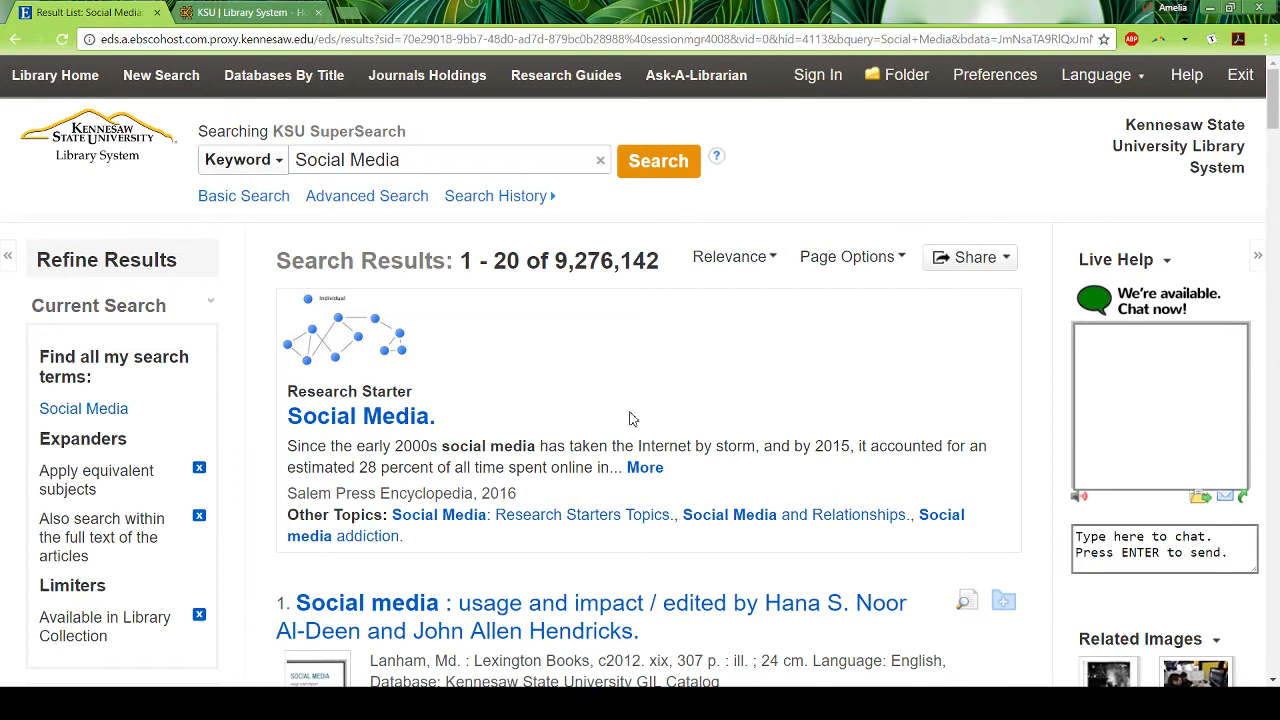 Result List: Social Media:
KSU | Library System - H
Amelia
eds.a.ebscohost.com.proxy.kennesaw.edu/eds/results?sid=70e29018-9bb7-48d0-ad7d-879bc0b28988%40sessionmgr4008&vid=0&hid=4113&bquery=Social+Media&bdata=JmNsaTA9RlQxJmN
ABP
Library Home New Search Databases By Title Journals Holdings Research Guides Ask-A-Librarian Sign In Folder Preferences Language Help Exit
KENNESAW
STATE UNIVERSITY
Library System
Searching KSU SuperSearch
Keyword Social Media Search
Basic Search Advanced Search Search History
Kennesaw State
University Library
System
Refine Results
Current Search
Find all my search
terms:
Social Media
Expanders
Apply equivalent
subjects
Also search within
the full text of the
articles
Limiters
Available in Library
Collection
Search Results: 1 - 20 of 9,276,142
Relevance Page Options Share
Individual
Research Starter
Social Media.
Since the early 2000s social media has taken the Internet by storm, and by 2015, it accounted for an
estimated 28 percent of all time spent online in... More
Salem Press Encyclopedia, 2016
Other Topics: Social Media: Research Starters Topics., Social Media and Relationships., Social
media addiction.
1. Social media : usage and impact / edited by Hana S. Noor
Al-Deen and John Allen Hendricks.
SOCIAL MEDIA
Lanham, Md. : Lexington Books, c2012. xix, 307 p. : ill. ; 24 cm. Language: English,
Database: Kennesaw State University GIL Catalog
Live Help
We're available.
Chat now!
Type here to chat.
Press ENTER to send.
Related Images